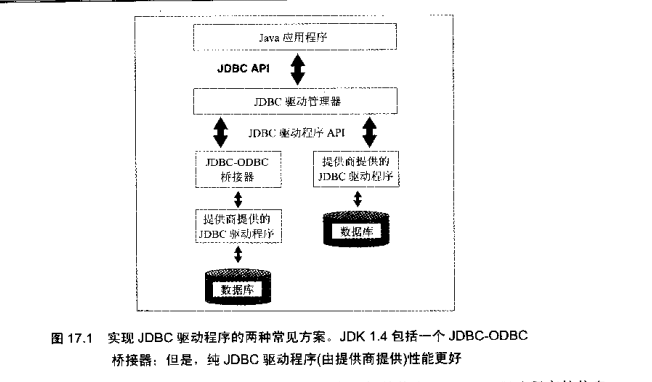 Java 应用程序
JDBC API
JDBC 驱动管理器
JDBC 驱动程序 API
JDBC-ODBC
桥接器
提供商提供的
JDBC 驱动程序
提供商提供的
JDBC 驱动程序
数据库
数据库
图 17.1 实现 JDBC 驱动程序的两种常见方案。JDK 1.4 包括一个 JDBC-ODBC
桥接器;但是,纯 JDBC 驱动程序(由提供商提供)性能更好